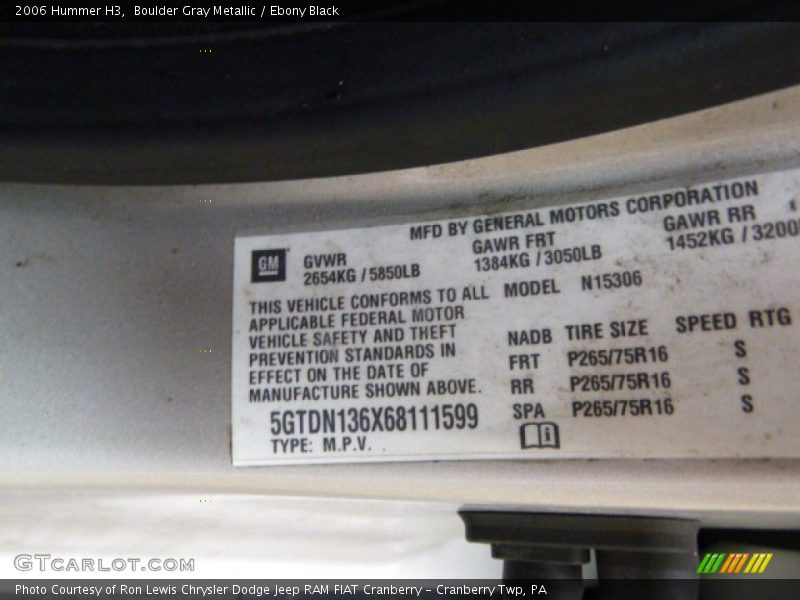 2006 Hummer H3, Boulder Gray Metallic / Ebony Black
MFD BY GENERAL MOTORS CORPORATION
GM GVWR GAWR FRT GAWR RR
2654KG / 5850LB 1384KG / 3050LB 1452KG / 3200
THIS VEHICLE CONFORMS TO ALL MODEL N15306
APPLICABLE FEDERAL MOTOR
VEHICLE SAFETY AND THEFT NADB TIRE SIZE SPEED RTG
PREVENTION STANDARDS IN FRT P265/75R16 S
EFFECT ON THE DATE OF RR P265/75R16 S
MANUFACTURE SHOWN ABOVE. SPA P265/75R16 S
5GTDN136X68111599
TYPE: M.P.V.
GTCARLOT.COM
Photo Courtesy of Ron Lewis Chrysler Dodge Jeep RAM FIAT Cranberry - Cranberry Twp, PA